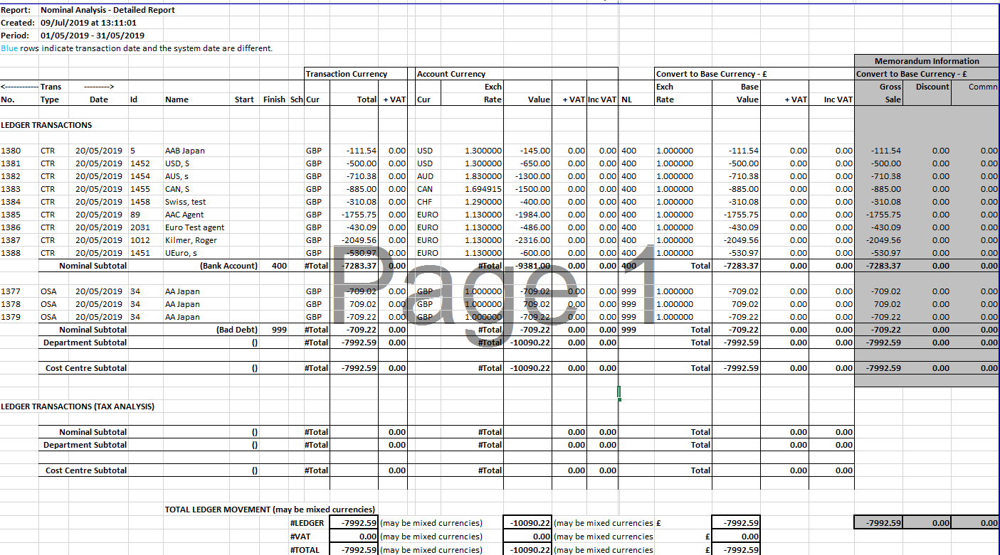 Report: Nominal Analysis - Detailed Report
Created: 09/Jul/2019 at 13:11:01
Period: 01/05/2019 - 31/05/2019
Blue rows indicate transaction date and the system date are different.
Memorandum Information
Transaction Currency Account Currency Convert to Base Currency - £ Convert to Base Currency - £
<------------ Trans ---------> Exch Exch Base Gross Discount Commn
No. Type Date Id Name Start Finish Sch Cur Total + VAT Cur Rate Value + VAT Inc VAT NL Rate Value + VAT Inc VAT Sale
LEDGER TRANSACTIONS
1380 CTR 20/05/2019 5 AAB Japan GBP -111.54 0.00 USD 1.300000 -145.00 0.00 0.00 400 1.000000 -111.54 0.00 0.00 -111.54 0.00 0.00
1381 CTR 20/05/2019 1452 USD, S GBP -500.00 0.00 USD 1.300000 -650.00 0.00 0.00 400 1.000000 -500.00 0.00 0.00 -500.00 0.00 0.00
1382 CTR 20/05/2019 1454 AUS, s GBP -710.38 0.00 AUD 1.830000 -1300.00 0.00 0.00 400 1.000000 -710.38 0.00 0.00 -710.38 0.00 0.00
1383 CTR 20/05/2019 1455 CAN, S GBP -885.00 0.00 CAN 1.694915 -1500.00 0.00 0.00 400 1.000000 -885.00 0.00 0.00 -885.00 0.00 0.00
1384 CTR 20/05/2019 1458 Swiss, test GBP -310.08 0.00 CHF 1.290000 -400.00 0.00 0.00 400 1.000000 -310.08 0.00 0.00 -310.08 0.00 0.00
1385 CTR 20/05/2019 89 AAC Agent GBP -1755.75 0.00 EURO 1.130000 -1984.00 0.00 0.00 400 1.000000 -1755.75 0.00 0.00 -1755.75 0.00 0.00
1386 CTR 20/05/2019 2031 Euro Test agent GBP -430.09 0.00 EURO 1.130000 -486.00 0.00 0.00 400 1.000000 -430.09 0.00 0.00 -430.09 0.00 0.00
1387 CTR 20/05/2019 1012 Kilmer, Roger GBP -2049.56 0.00 EURO 1.130000 -2316.00 0.00 0.00 400 1.000000 -2049.56 0.00 0.00 -2049.56 0.00 0.00
1388 CTR 20/05/2019 1451 UEuro, s GBP -530.97 0.00 EURO 1.130000 -600.00 0.00 0.00 400 1.000000 -530.97 0.00 0.00 -530.97 0.00 0.00
Nominal Subtotal (Bank Account) 400 #Total -7283.37 0.00 #Total -9381.00 0.00 0.00 400 Total -7283.37 0.00 0.00 -7283.37 0.00 0.00
Page 1
1377 OSA 20/05/2019 34 AA Japan GBP -709.02 0.00 GBP 1.000000 -709.02 0.00 0.00 999 1.000000 -709.02 0.00 0.00 -709.02 0.00 0.00
1378 OSA 20/05/2019 34 AA Japan GBP 709.02 0.00 GBP 1.000000 709.02 0.00 0.00 999 1.000000 709.02 0.00 0.00 709.02 0.00 0.00
1379 OSA 20/05/2019 34 AA Japan GBP -709.22 0.00 GBP 1.000000 -709.22 0.00 0.00 999 1.000000 -709.22 0.00 0.00 -709.22 0.00 0.00
Nominal Subtotal (Bad Debt) 999 #Total -709.22 0.00 #Total -709.22 0.00 0.00 999 Total -709.22 0.00 0.00 -709.22 0.00 0.00
Department Subtotal () #Total -7992.59 0.00 #Total -10090.22 0.00 0.00 Total -7992.59 0.00 0.00 -7992.59 0.00 0.00
Cost Centre Subtotal () #Total -7992.59 0.00 #Total -10090.22 0.00 0.00 Total -7992.59 0.00 0.00 -7992.59 0.00 0.00
LEDGER TRANSACTIONS (TAX ANALYSIS)
Nominal Subtotal () #Total 0.00 #Total 0.00 0.00 Total 0.00 0.00
Department Subtotal () #Total 0.00 #Total 0.00 0.00 Total 0.00 0.00
Cost Centre Subtotal () #Total 0.00 #Total 0.00 0.00 Total 0.00 0.00
TOTAL LEDGER MOVEMENT (may be mixed currencies)
#LEDGER -7992.59 (may be mixed currencies) -10090.22 (may be mixed currencies £ -7992.59 -7992.59 0.00 0.00
#VAT 0.00 (may be mixed currencies) 0.00 (may be mixed currencies £ 0.00
#TOTAL -7992.59 (may be mixed currencies) -10090.22 (may be mixed currencies £ -7992.59